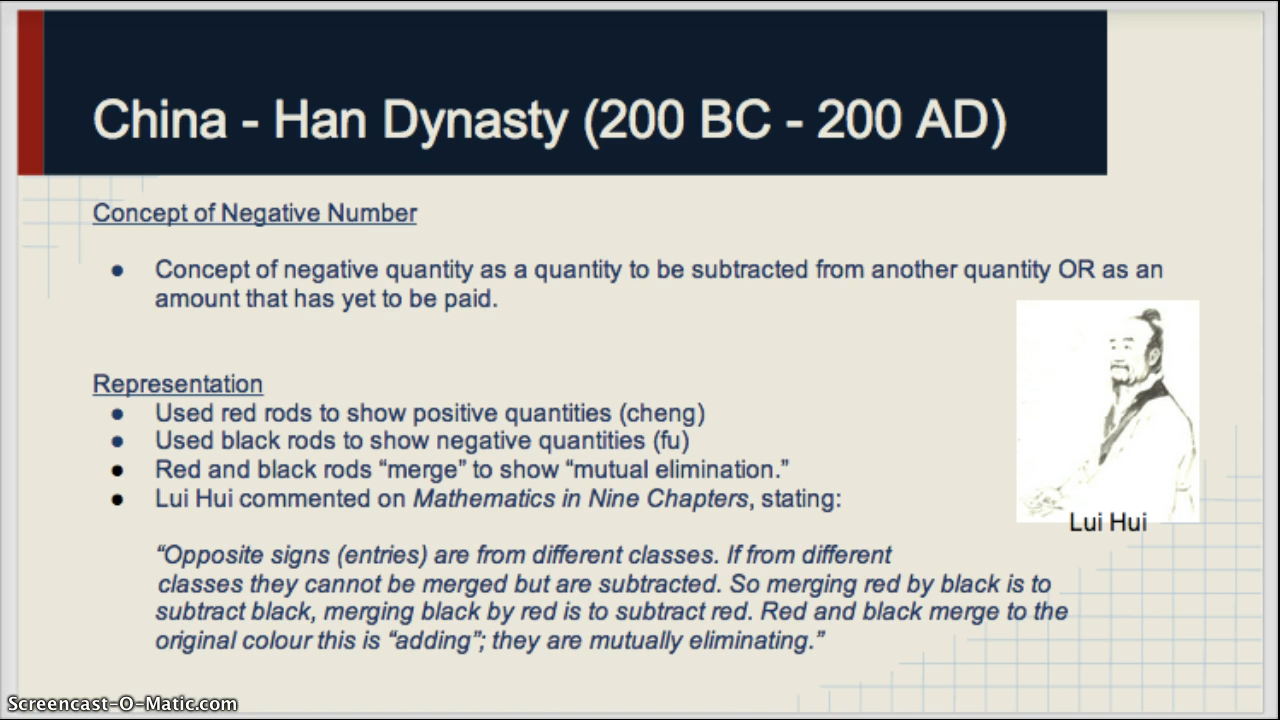 China - Han Dynasty (200 BC - 200 AD)
Concept of Negative Number
● Concept of negative quantity as a quantity to be subtracted from another quantity OR as an
amount that has yet to be paid.
Representation
● Used red rods to show positive quantities (cheng)
● Used black rods to show negative quantities (fu)
● Red and black rods “merge” to show “mutual elimination.”
● Lui Hui commented on Mathematics in Nine Chapters, stating:
Lui Hui
“Opposite signs (entries) are from different classes. If from different
classes they cannot be merged but are subtracted. So merging red by black is to
subtract black, merging black by red is to subtract red. Red and black merge to the
original colour this is “adding”; they are mutually eliminating.”
Screencast-O-Matic.com